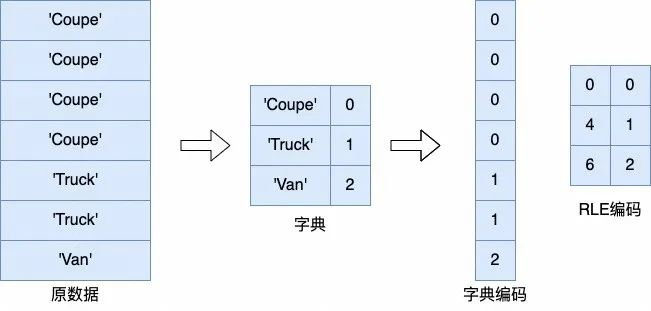 'Coupe'
'Coupe'
'Coupe'
'Coupe'
'Truck'
'Truck'
'Van'
原数据
'Coupe' 0
'Truck' 1
'Van' 2
字典
0
0
0
0
1
1
2
字典编码
0 0
4 1
6 2
RLE编码